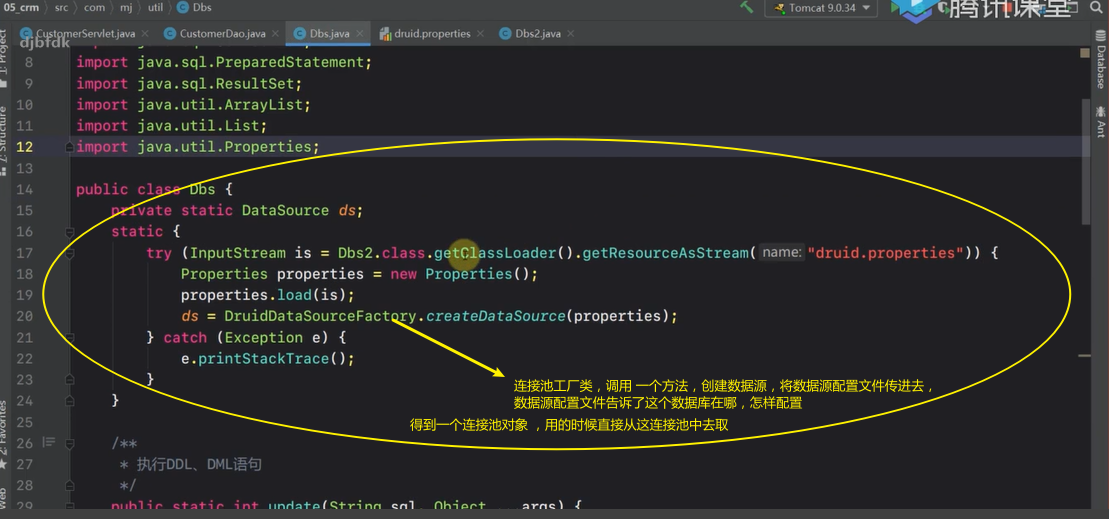 05_crm > src > com > mj > util > Dbs
Tomcat 9.0.34
腾讯课堂
CustomerServlet.java
CustomerDao.java
Dbs.java
druid.properties
Dbs2.java
djbfdk
Project
Structure
2: Favorites
Web
Database
Ant
8 import java.sql.PreparedStatement;
9 import java.sql.ResultSet;
10 import java.util.ArrayList;
11 import java.util.List;
12 import java.util.Properties;
13
14 public class Dbs {
15 private static DataSource ds;
16 static {
17 try (InputStream is = Dbs2.class.getClassLoader().getResourceAsStream( name: "druid.properties")) {
18 Properties properties = new Properties();
19 properties.load(is);
20 ds = DruidDataSourceFactory.createDataSource(properties);
21 } catch (Exception e) {
22 e.printStackTrace();
23 }
24 }
25
26 /**
27 * 执行DDL、DML语句
28 */
29 public static int update(String sql, Object... args) {
连接池工厂类，调用 一个方法，创建数据源，将数据源配置文件传进去，
数据源配置文件告诉了这个数据库在哪，怎样配置
得到一个连接池对象 ，用的时候直接从这连接池中去取